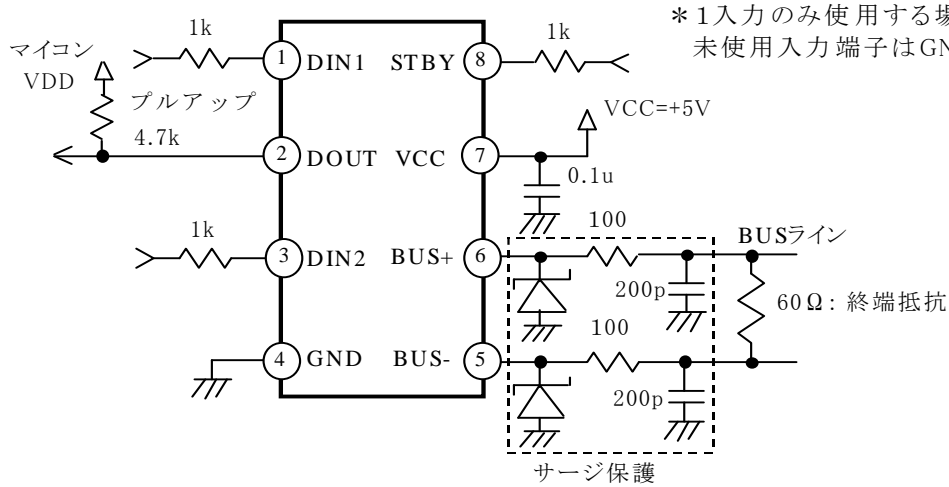 *1入力のみ使用する場
未使用入力端子はGN
マイコン
VDD
プルアップ
4.7k
1k
1 DIN1
STBY 8
1k
2 DOUT
VCC 7
VCC=+5V
0.1u
1k
3 DIN2
BUS+ 6
100
200p
BUSライン
60Ω:終端抵抗
4 GND
BUS- 5
100
200p
サージ保護